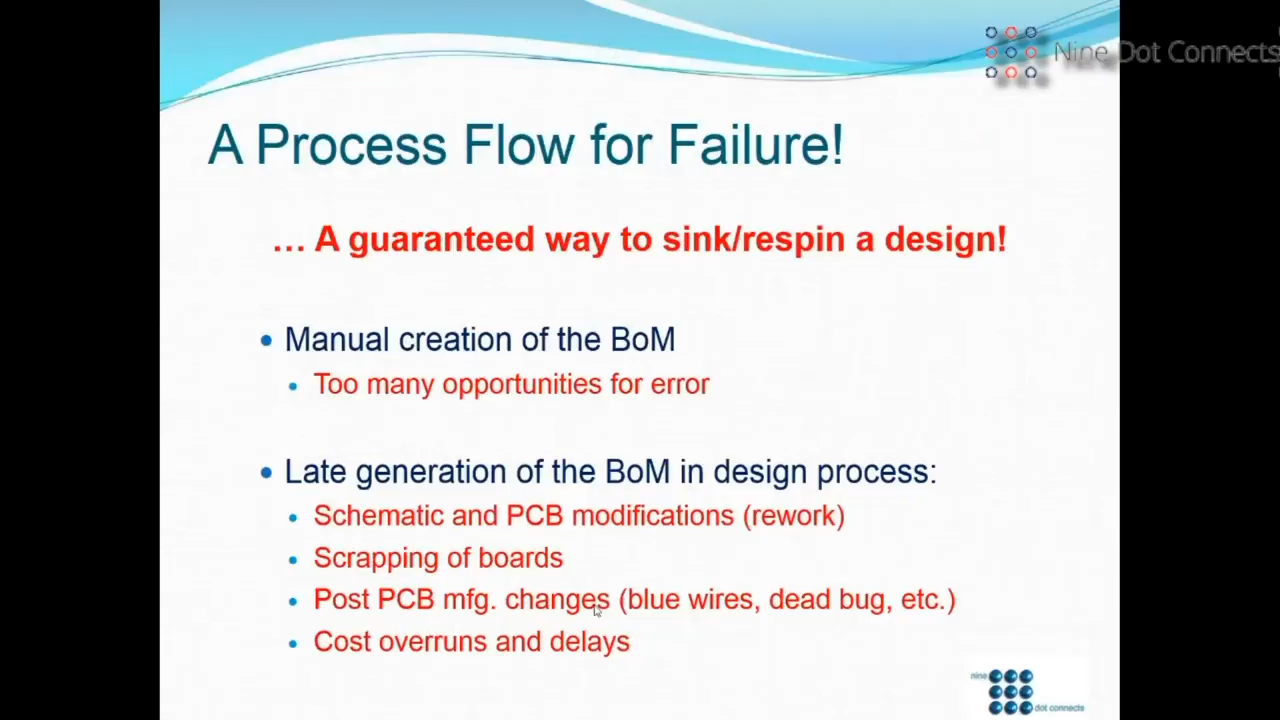 Nine Dot Connects
A Process Flow for Failure!
… A guaranteed way to sink/respin a design!
• Manual creation of the BoM
• Too many opportunities for error
• Late generation of the BoM in design process:
• Schematic and PCB modifications (rework)
• Scrapping of boards
• Post PCB mfg. changes (blue wires, dead bug, etc.)
• Cost overruns and delays
nine
dot connects